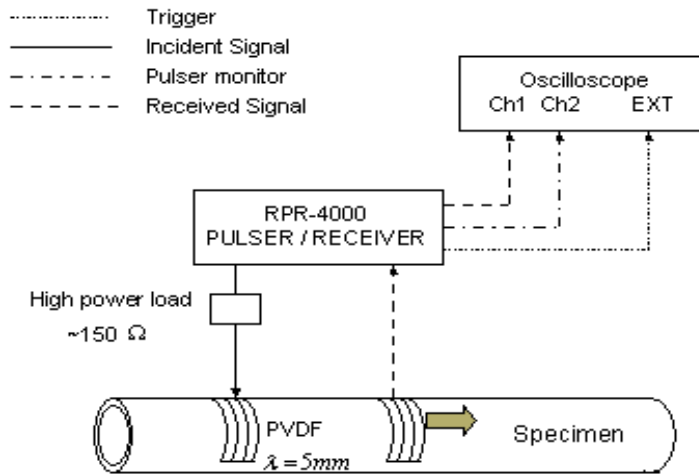 Trigger
Incident Signal
Pulser monitor
Received Signal
Oscilloscope
Ch1 Ch2 EXT
RPR-4000
PULSER / RECEIVER
High power load
~150 Ω
PVDF
λ = 5mm
Specimen